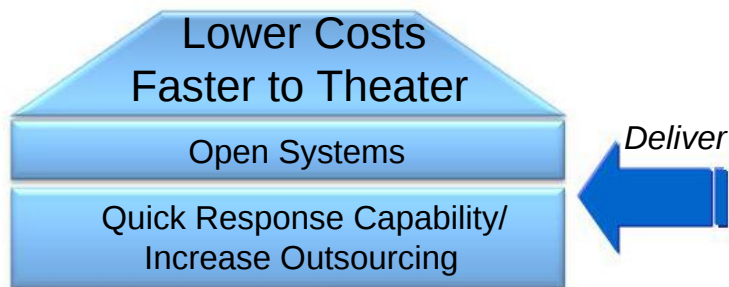 Lower Costs
Faster to Theater
Open Systems
Deliver
Quick Response Capability/
Increase Outsourcing